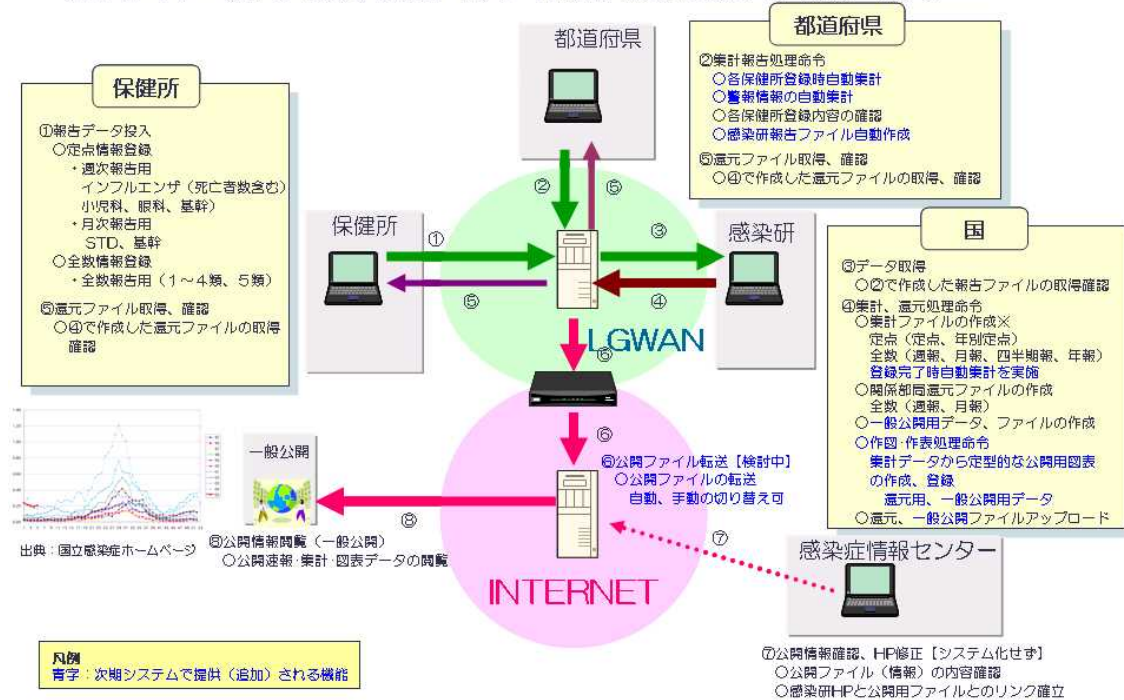 保健所
①報告データ投入
○定点情報登録
・週次報告用
インフルエンザ（死亡者数含む）
小児科、眼科、基幹）
・月次報告用
STD、基幹
○全数情報登録
・全数報告用（1～4類、5類）
⑤還元ファイル取得、確認
○④で作成した還元ファイルの取得
確認
都道府県
都道府県
②集計報告処理命令
○各保健所登録時自動集計
○警報情報の自動集計
○各保健所登録内容の確認
○感染研報告ファイル自動作成
⑤還元ファイル取得、確認
○④で作成した還元ファイルの取得、確認
②
⑤
保健所
①
⑤
③
④
感染研
LGWAN
⑥
国
③データ取得
○②で作成した報告ファイルの取得確認
④集計、還元処理命令
○集計ファイルの作成※
定点（定点、年別定点）
全数（週報、月報、四半期報、年報）
登録完了時自動集計を実施
○関係部局還元ファイルの作成
全数（週報、月報）
○一般公開用データ、ファイルの作成
○作図・作表処理命令
集計データから定型的な公開用図表
の作成、登録
還元用、一般公開用データ
○還元、一般公開ファイルアップロード
⑥
⑥公開ファイル転送【検討中】
○公開ファイルの転送
自動、手動の切り替え可
一般公開
⑧
出典：国立感染症ホームページ
⑧公開情報閲覧（一般公開）
○公開速報・集計・図表データの閲覧
⑦
感染症情報センター
INTERNET
凡例
青字：次期システムで提供（追加）される機能
⑦公開情報確認、HP修正【システム化せず】
○公開ファイル（情報）の内容確認
○感染研HPと公開用ファイルとのリンク確立